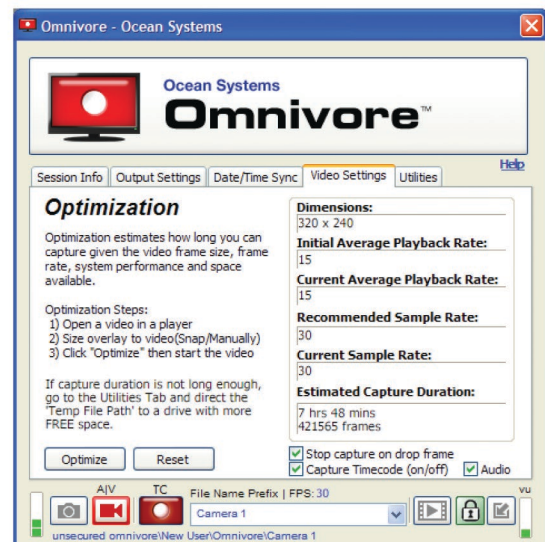 Omnivore - Ocean Systems
Ocean Systems
Omnivore™
Help
Session Info
Output Settings
Date/Time Sync
Video Settings
Utilities
Optimization
Optimization estimates how long you can
capture given the video frame size, frame
rate, system performance and space
available.
Optimization Steps:
1) Open a video in a player
2) Size overlay to video(Snap/Manually)
3) Click "Optimize" then start the video
If capture duration is not long enough,
go to the Utilities Tab and direct the
'Temp File Path' to a drive with more
FREE space.
Optimize
Reset
Dimensions:
320 x 240
Initial Average Playback Rate:
15
Current Average Playback Rate:
15
Recommended Sample Rate:
30
Current Sample Rate:
30
Estimated Capture Duration:
7 hrs 48 mins
421565 frames
Stop capture on drop frame
Capture Timecode (on/off)
Audio
A|V
TC
File Name Prefix | FPS: 30
vu
Camera 1
unsecured omnivore\New User\Omnivore\Camera 1